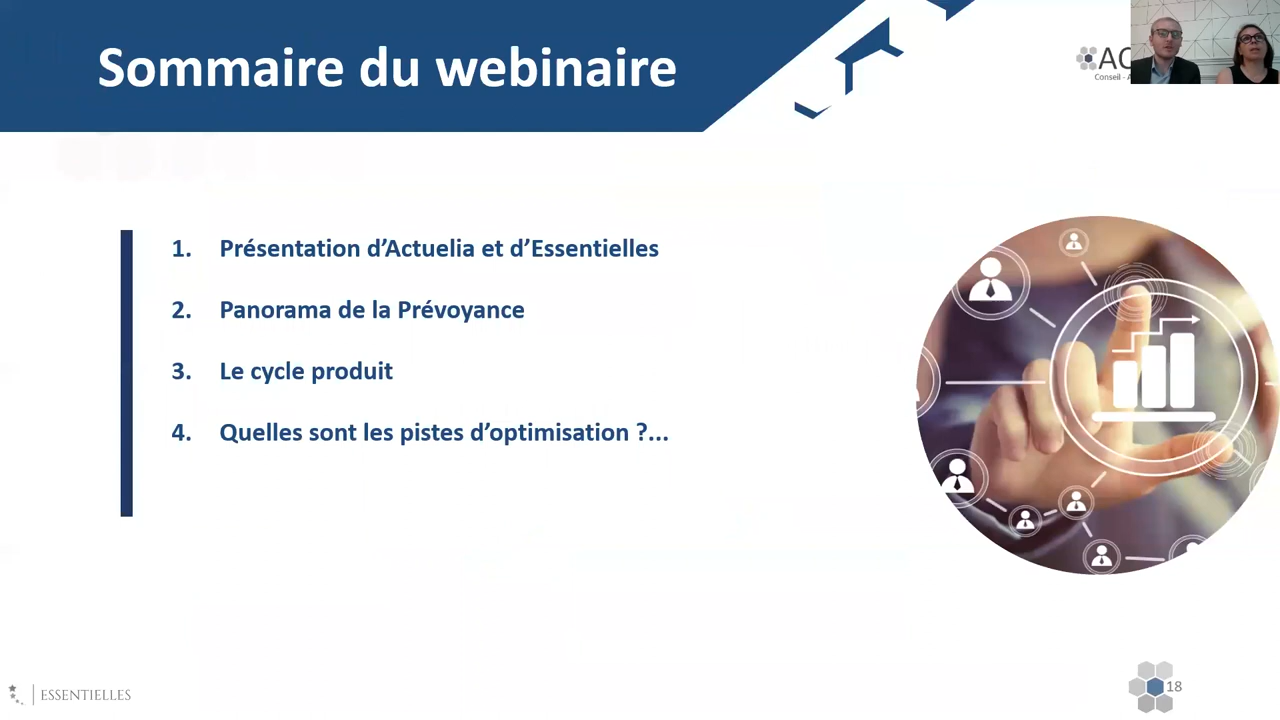 Sommaire du webinaire
1. Présentation d’Actuelia et d’Essentielles
2. Panorama de la Prévoyance
3. Le cycle produit
4. Quelles sont les pistes d’optimisation ?...
ESSENTIELLES
18